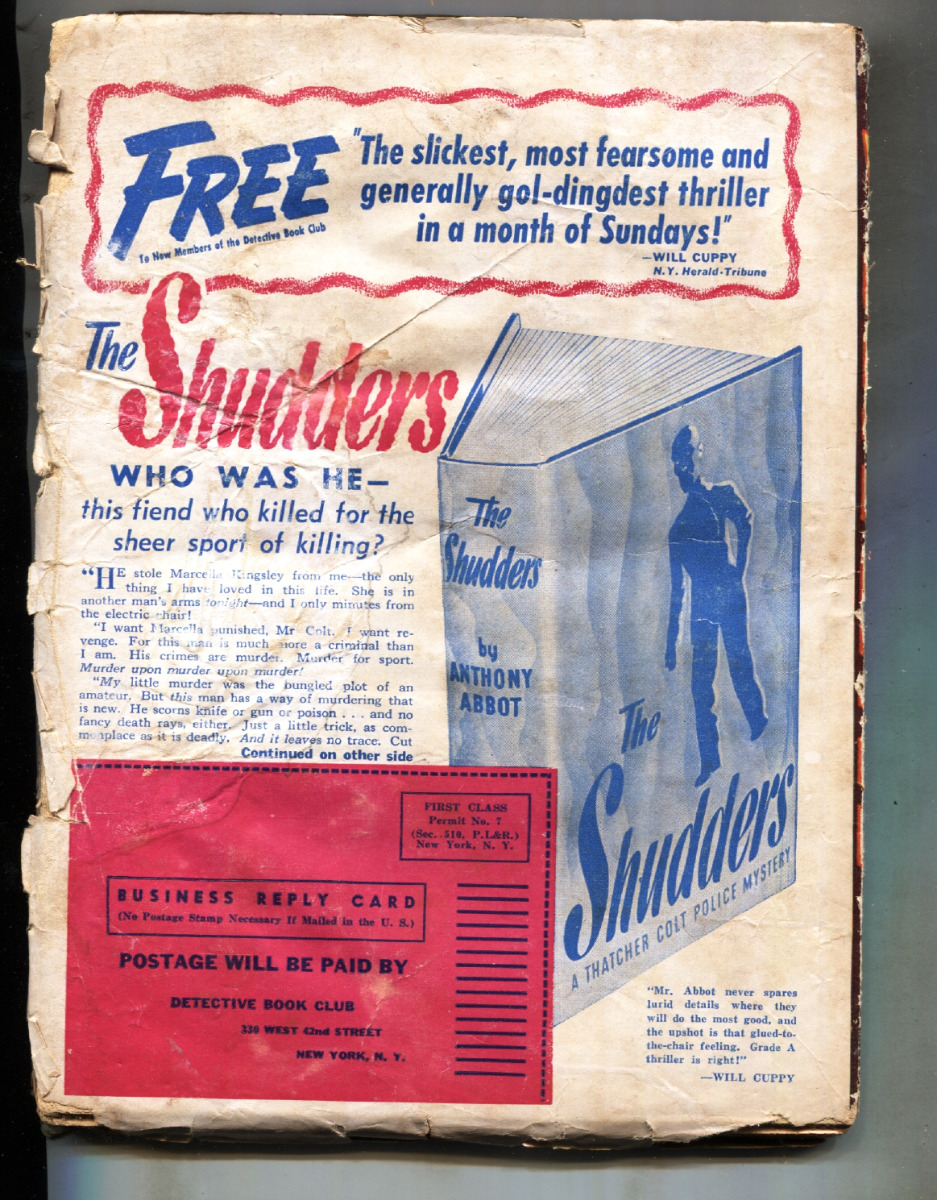 FREE
To New Members of the Detective Book Club
"The slickest, most fearsome and
generally gol-dingdest thriller
in a month of Sundays!"
—WILL CUPPY
N.Y. Herald-Tribune
The Shudders
WHO WAS HE—
this fiend who killed for the
sheer sport of killing?
"HE stole Marcella Kingsley from me—the only
thing I have loved in this life. She is in
another man's arms tonight—and I only minutes from
the electric chair!
"I want Marcella punished, Mr. Colt. I want re-
venge. For this man is much more a criminal than
I am. His crimes are murder. Murder for sport.
Murder upon murder upon murder!
"My little murder was the bungled plot of an
amateur. But this man has a way of murdering that
is new. He scorns knife or gun or poison . . . and no
fancy death rays, either. Just a little trick, as com-
monplace as it is deadly. And it leaves no trace. Cut
Continued on other side
The
Shudders
by
ANTHONY
ABBOT
The
Shudders
A THATCHER COLT POLICE MYSTERY
FIRST CLASS
Permit No. 7
(Sec. 510, P.L.&R.)
New York, N. Y.
BUSINESS REPLY CARD
(No Postage Stamp Necessary If Mailed in the U. S.)
POSTAGE WILL BE PAID BY
DETECTIVE BOOK CLUB
330 WEST 42nd STREET
NEW YORK, N. Y.
"Mr. Abbot never spares
lurid details where they
will do the most good, and
the upshot is that glued-to-
the-chair feeling. Grade A
thriller is right!"
—WILL CUPPY